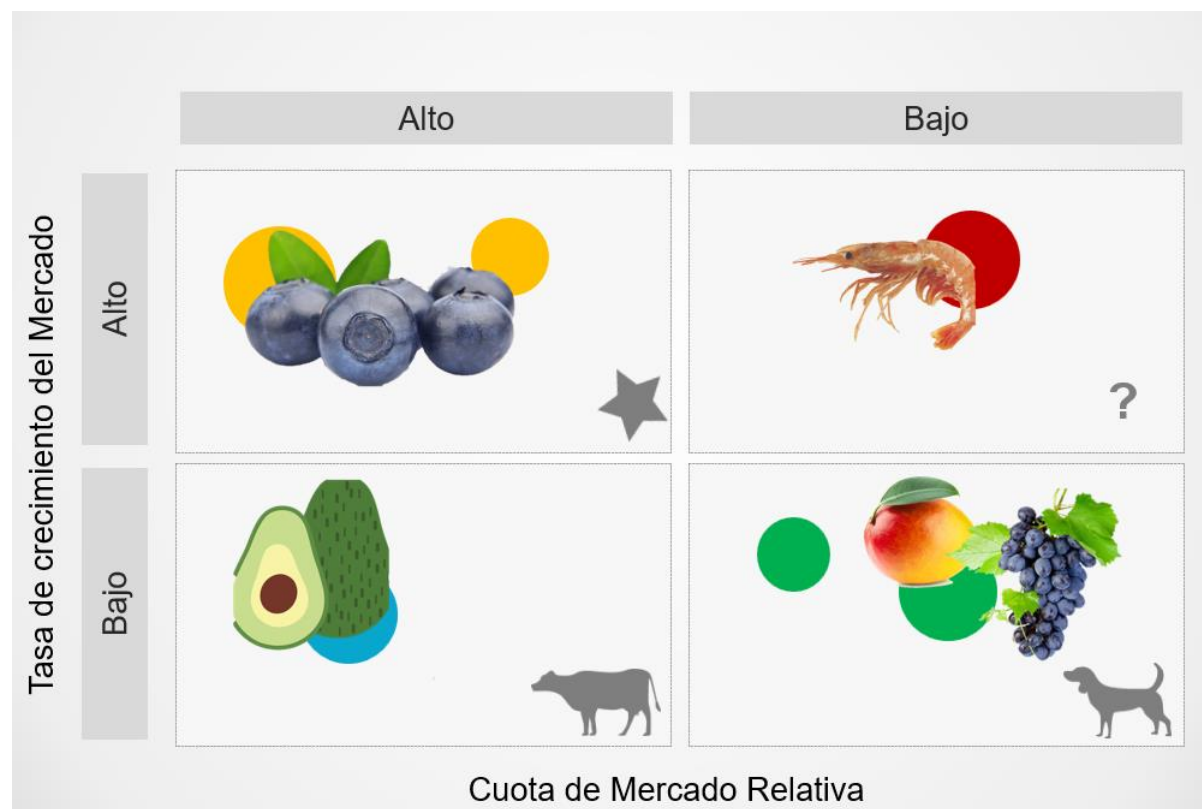 Alto
Bajo
Tasa de crecimiento del Mercado
Alto
?
Bajo
Cuota de Mercado Relativa